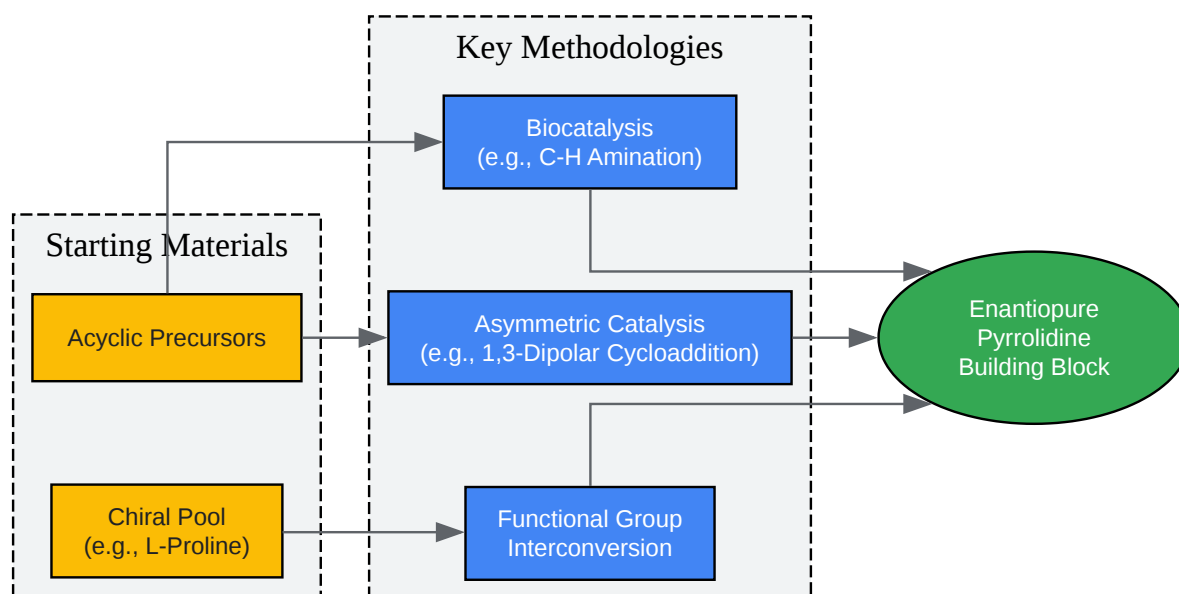 Key Methodologies
Biocatalysis
(e.g., C-H Amination)
Starting Materials
Acyclic Precursors
Asymmetric Catalysis
(e.g., 1,3-Dipolar Cycloaddition)
Enantiopure
Pyrrolidine
Building Block
Chiral Pool
(e.g., L-Proline)
Functional Group
Interconversion